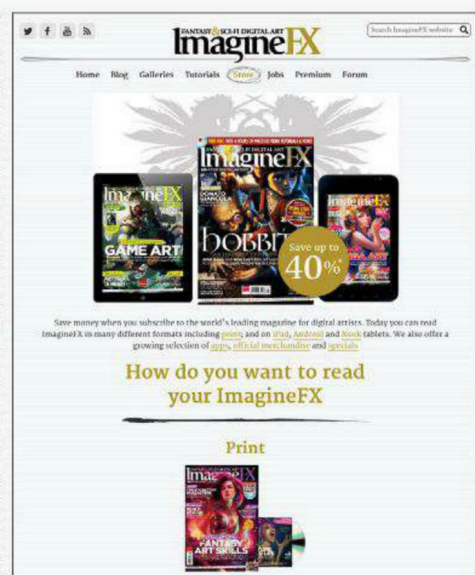 FANTASY & SCI-FI DIGITAL ART
ImagineFX
Search ImagineFX website
Home Blog Galleries Tutorials Store Jobs Premium Forum
ImagineFX
DONATO GIANCOLA
HOBBIT
ImagineFX
GAME ART
ImagineFX
Save up to
40%*
Save money when you subscribe to the world's leading magazine for digital artists. Today you can read
ImagineFX in many different formats including print, and on iPad, Android and Nook tablets. We also offer a
growing selection of apps, official merchandise and specials
How do you want to read
your ImagineFX
Print
ImagineFX
FANTASY
ART SKILLS